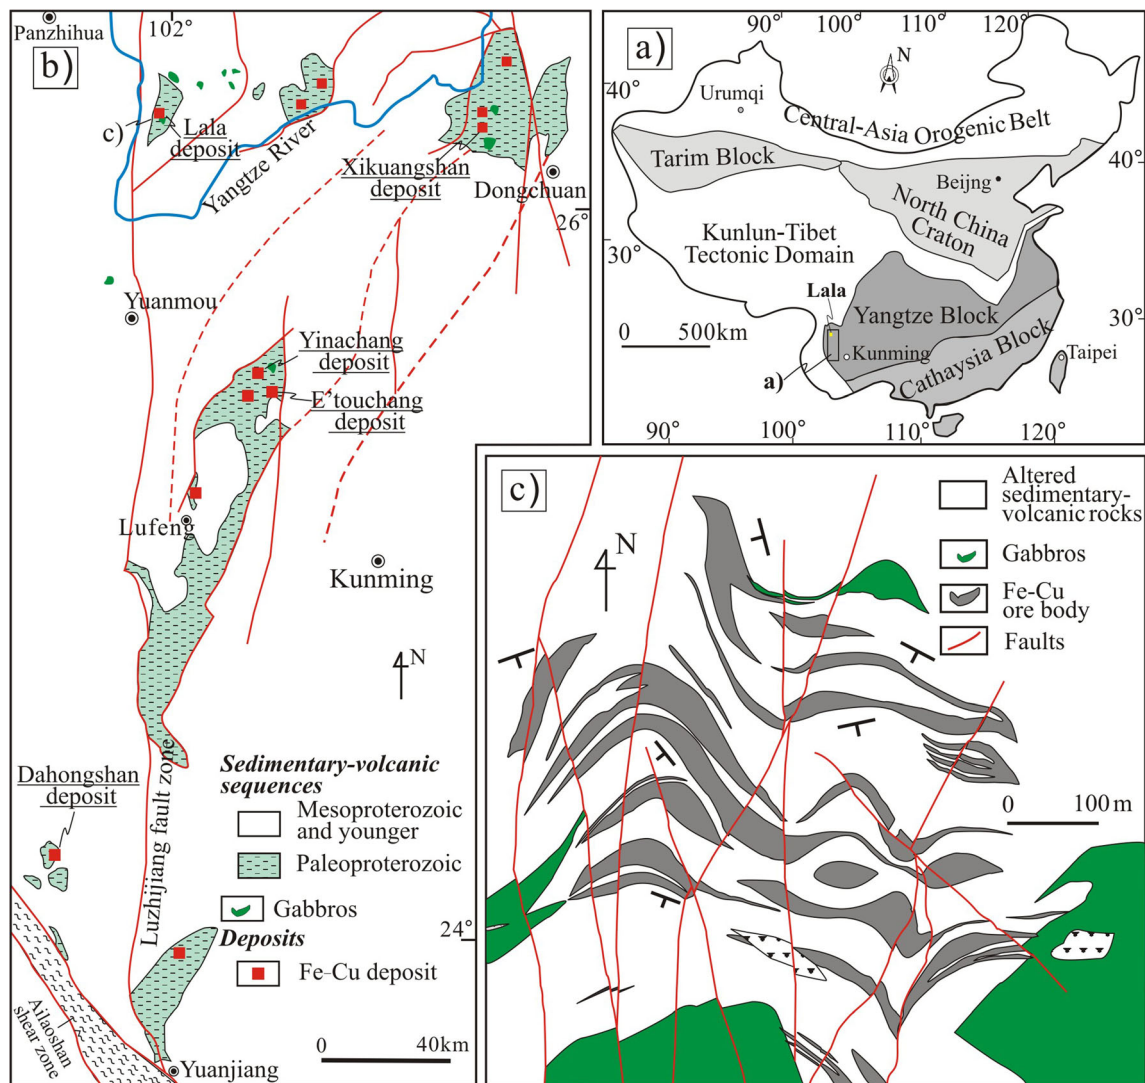 Panzhihua
102°
b)
c)
Lala
deposit
Yangtze River
Xikuangshan
deposit
Dongchuan
26°
Yuanmou
Yinachang
deposit
E'touchang
deposit
Lufeng
Kunming
N
Dahongshan
deposit
Luzhijiang fault zone
Sedimentary-volcanic
sequences
Mesoproterozoic
and younger
Paleoproterozoic
Gabbros
Deposits
Fe-Cu deposit
24°
Ailaoshan
shear zone
0 40km
Yuanjiang
a)
90° 100° 110° 120°
N
40°
Urumqi
Central-Asia Orogenic Belt
40°
Tarim Block
Beijng
North China
Craton
30°
Kunlun-Tibet
Tectonic Domain
Lala
Yangtze Block
30°
0 500km
Kunming
Cathaysia Block
Taipei
a)
90° 100° 110° 120°
c)
Altered
sedimentary-
volcanic rocks
N
Gabbros
Fe-Cu
ore body
Faults
0 100 m